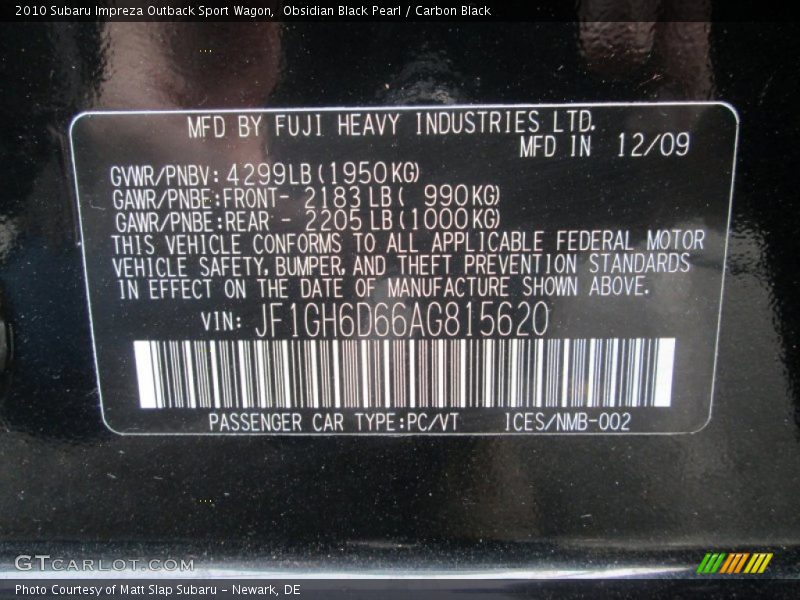 2010 Subaru Impreza Outback Sport Wagon,  Obsidian Black Pearl / Carbon Black
MFD BY FUJI HEAVY INDUSTRIES LTD.
MFD IN 12/09
GVWR/PNBV: 4299LB (1950KG)
GAWR/PNBE:FRONT- 2183 LB ( 990KG)
GAWR/PNBE:REAR - 2205 LB (1000KG)
THIS VEHICLE CONFORMS TO ALL APPLICABLE FEDERAL MOTOR
VEHICLE SAFETY, BUMPER, AND THEFT PREVENTION STANDARDS
IN EFFECT ON THE DATE OF MANUFACTURE SHOWN ABOVE.
VIN: JF1GH6D66AG815620
PASSENGER CAR TYPE:PC/VT ICES/NMB-002
GTCARLOT.COM
Photo Courtesy of Matt Slap Subaru - Newark, DE